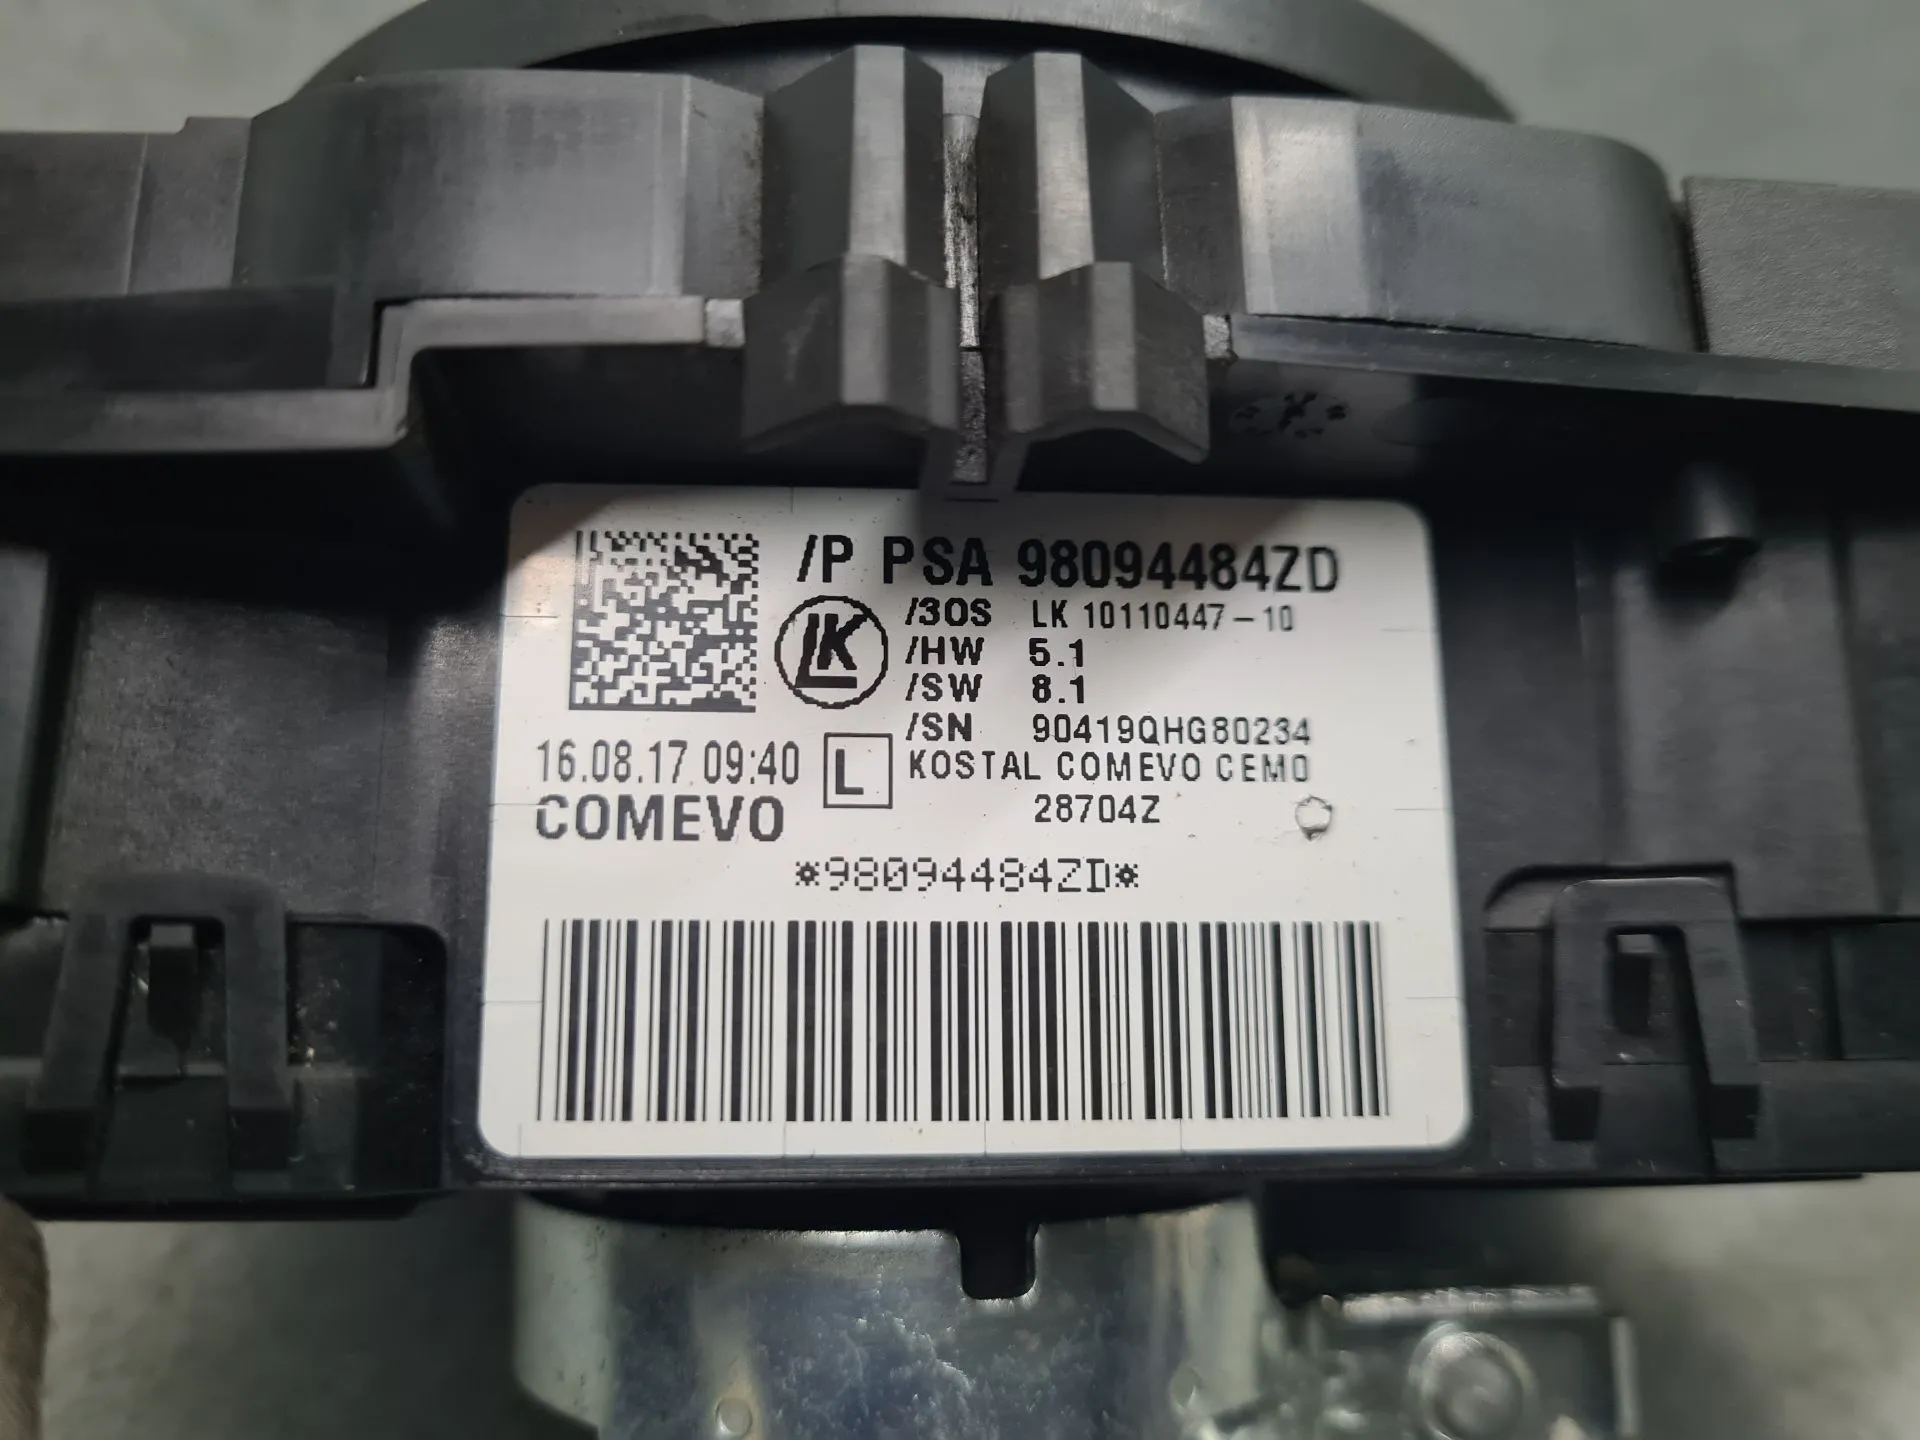 /P PSA 98094484ZD
LK
/30S LK 10110447-10
/HW 5.1
/SW 8.1
/SN 90419QHG80234
16.08.17 09:40 L KOSTAL COMEVO CEMO
COMEVO 28704Z
*98094484ZD*